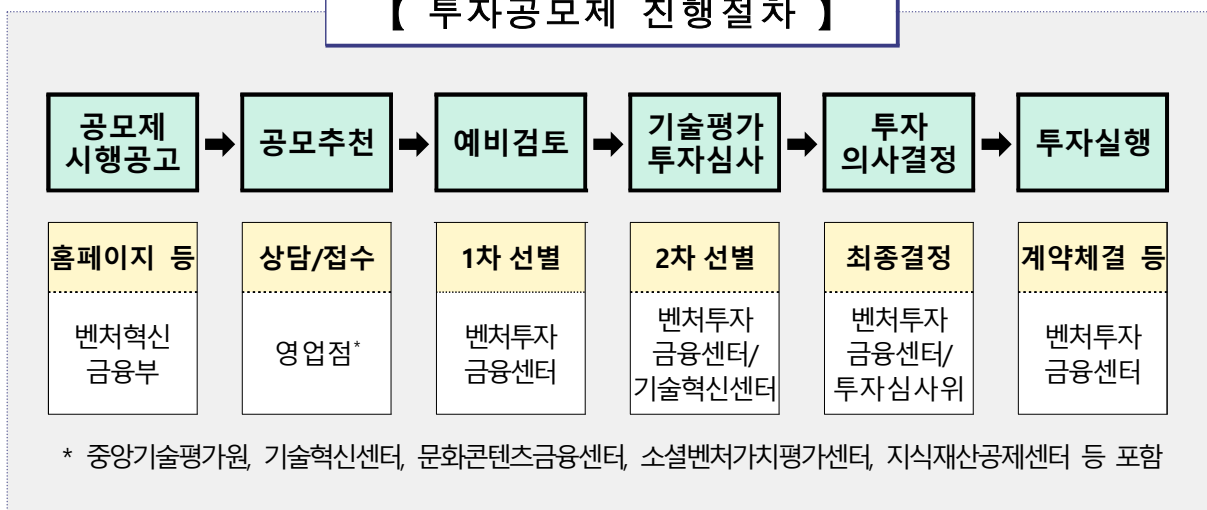 【 투자공모제 진행절차 】
공모제
시행공고
공모추천
예비검토
기술평가
투자심사
투자
의사결정
투자실행
홈페이지 등
상담/접수
1차 선별
2차 선별
최종결정
계약체결 등
벤처혁신
금융부
영업점*
벤처투자
금융센터
벤처투자
금융센터/
기술혁신센터
벤처투자
금융센터/
투자심사위
벤처투자
금융센터
* 중앙기술평가원, 기술혁신센터, 문화콘텐츠금융센터, 소셜벤처가치평가센터, 지식재산공제센터 등 포함